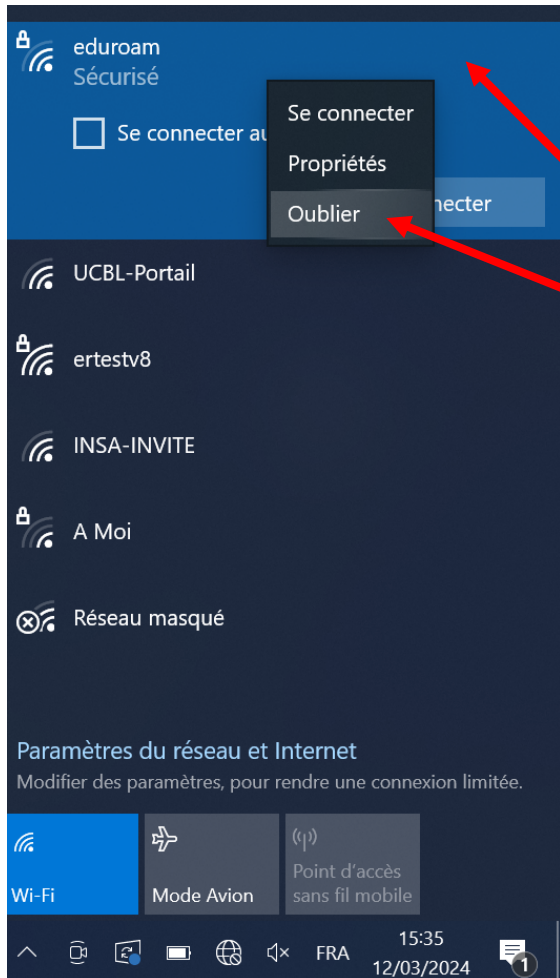 eduroam
Sécurisé
Se connecter au
Se connecter
Propriétés
Oublier
necter
UCBL-Portail
ertestv8
INSA-INVITE
A Moi
Réseau masqué
Paramètres du réseau et Internet
Modifier des paramètres, pour rendre une connexion limitée.
Wi-Fi
Mode Avion
Point d'accès
sans fil mobile
FRA
15:35
12/03/2024
1